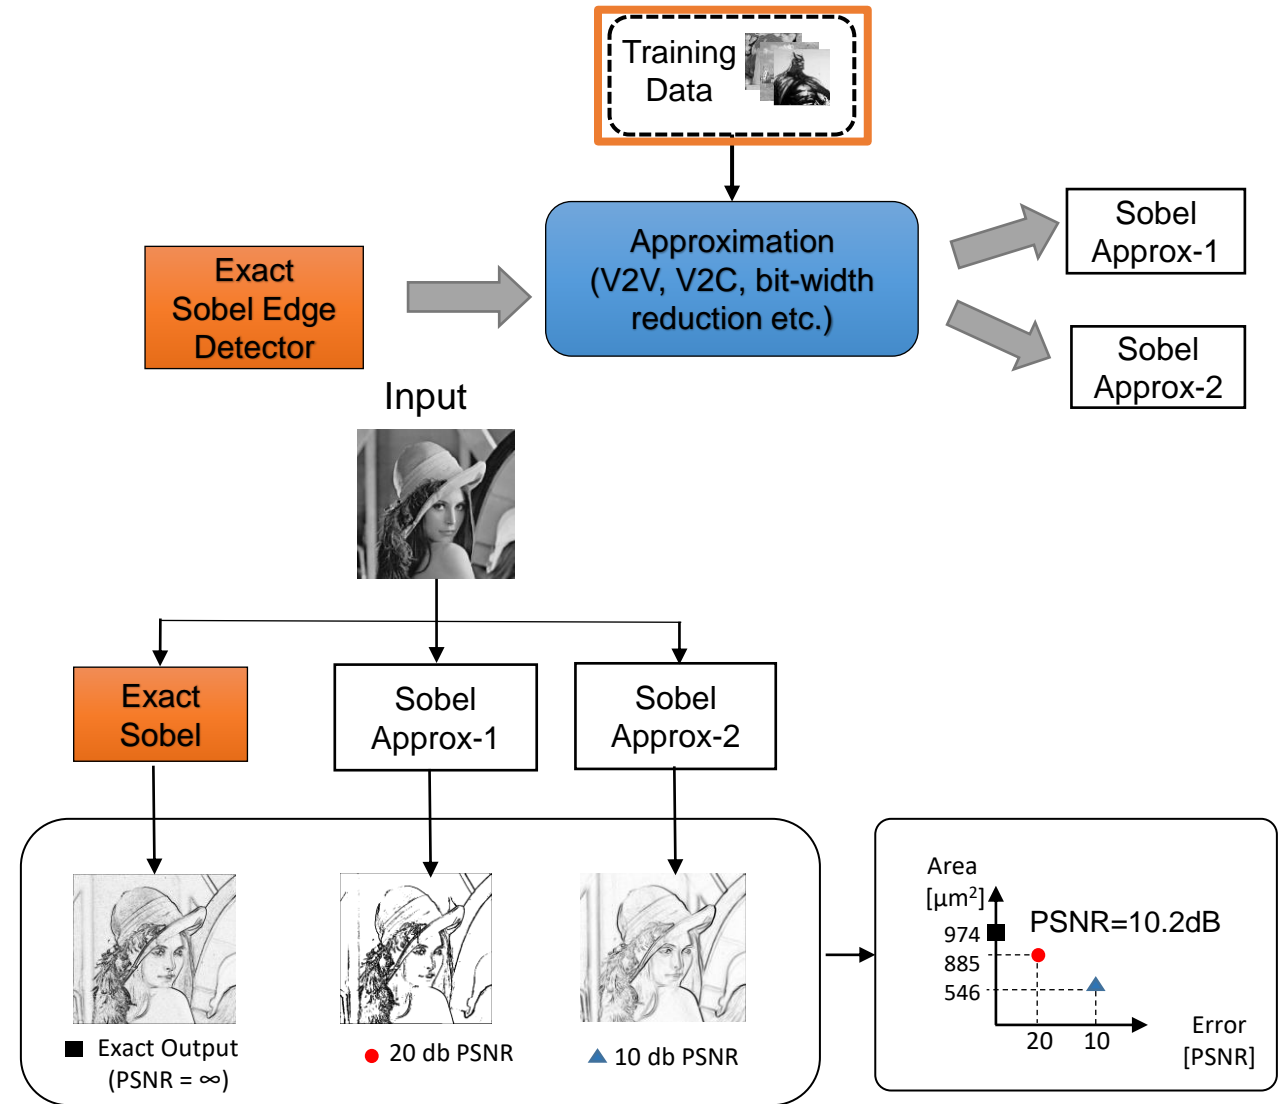 Training
Data
Approximation
(V2V, V2C, bit-width
reduction etc.)
Sobel
Approx-1
Exact
Sobel Edge
Detector
Sobel
Approx-2
Input
Exact
Sobel
Sobel
Approx-1
Sobel
Approx-2
Exact Output
(PSNR = ∞)
20 db PSNR
10 db PSNR
Area
[µm²]
PSNR=10.2dB
974
885
546
20
10
Error
[PSNR]